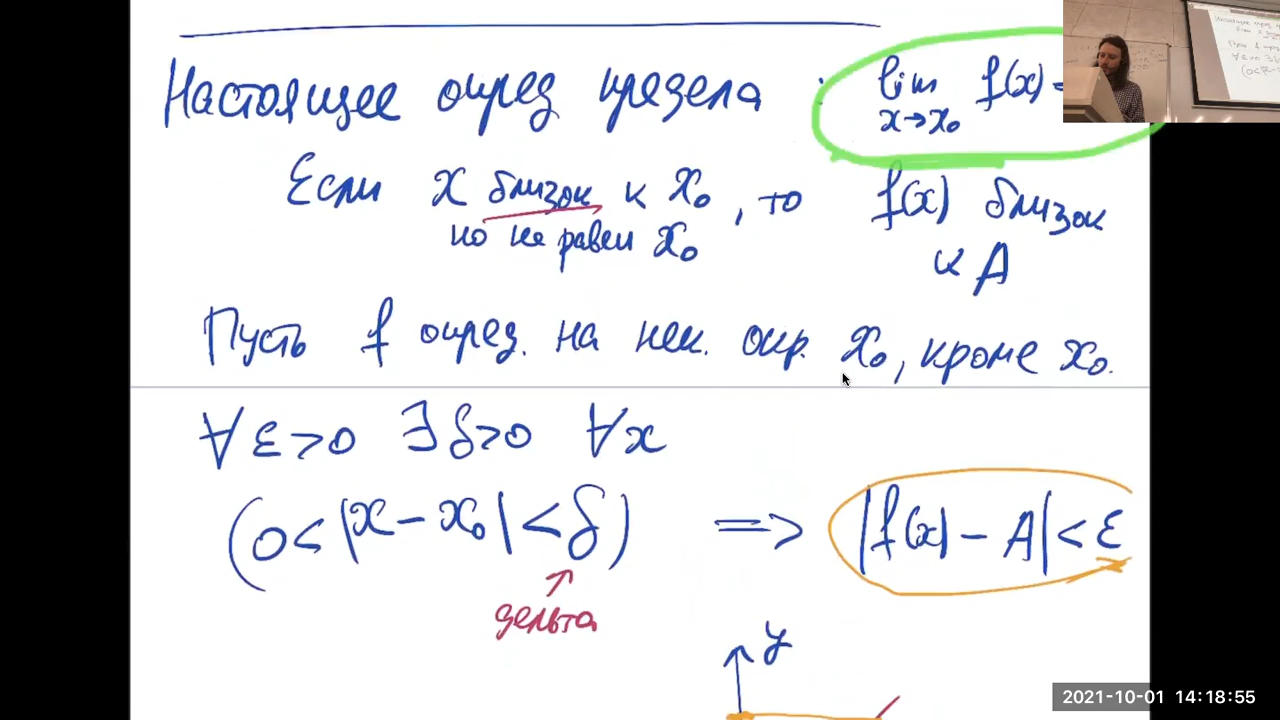 Настоящее опред предела : lim f(x) =
x→x₀
Если x близок к x₀, то f(x) близок
но не равен x₀
к A
Пусть f опред. на нек. окр. x₀, кроме x₀.
∀ε>0 ∃δ>0 ∀x
(0<|x-x₀|<δ) => |f(x)-A|<ε
дельта
y
2021-10-01 14:18:55